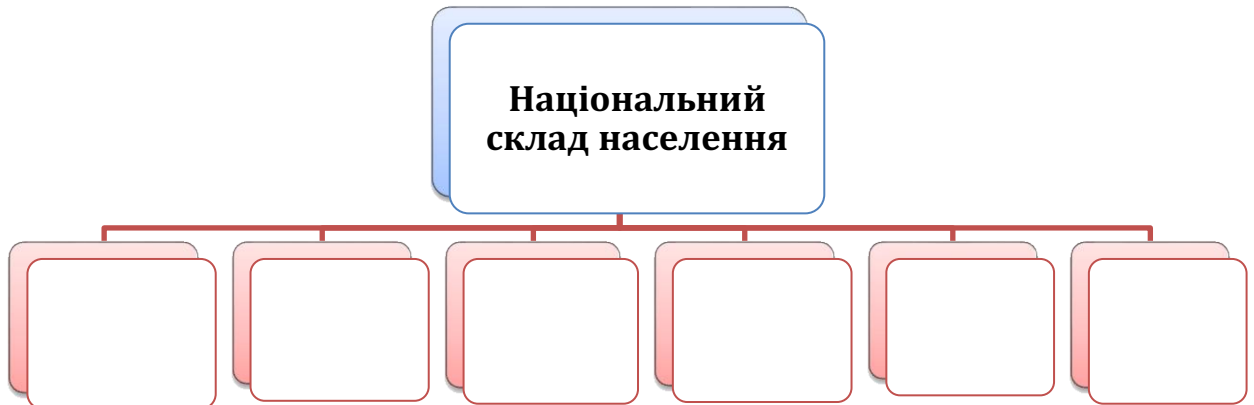 Національний
склад населення